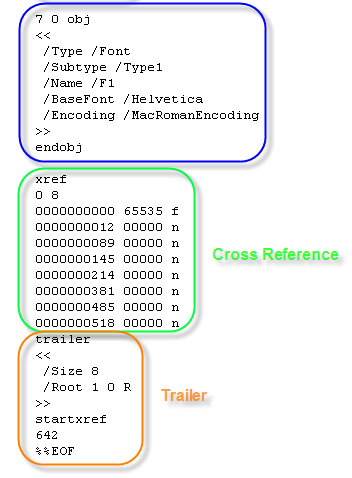 7 0 obj
<<
/Type /Font
/Subtype /Type1
/Name /F1
/BaseFont /Helvetica
/Encoding /MacRomanEncoding
>>
endobj
xref
0 8
0000000000 65535 f
0000000012 00000 n
0000000089 00000 n
0000000145 00000 n
0000000214 00000 n
0000000381 00000 n
0000000485 00000 n
0000000518 00000 n
Cross Reference
trailer
<<
/Size 8
/Root 1 0 R
>>
startxref
642
%%EOF
Trailer